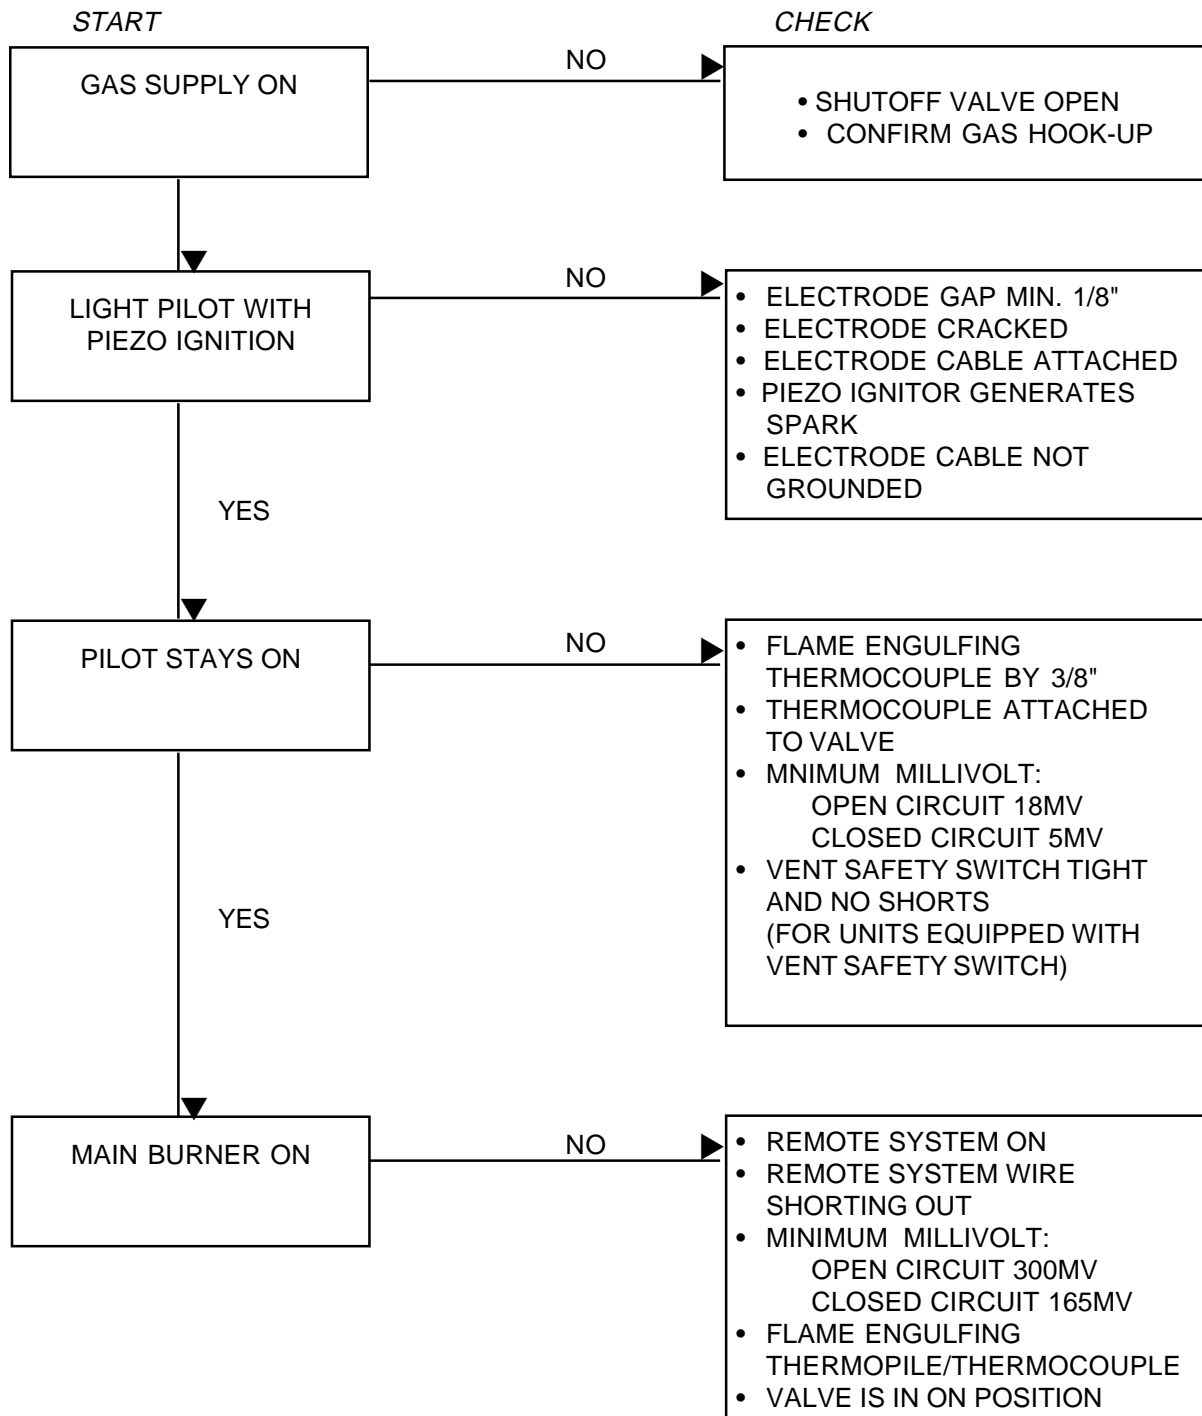 START
CHECK
GAS SUPPLY ON
NO
• SHUTOFF VALVE OPEN
• CONFIRM GAS HOOK-UP
LIGHT PILOT WITH
PIEZO IGNITION
NO
• ELECTRODE GAP MIN. 1/8"
• ELECTRODE CRACKED
• ELECTRODE CABLE ATTACHED
• PIEZO IGNITOR GENERATES
SPARK
• ELECTRODE CABLE NOT
GROUNDED
YES
PILOT STAYS ON
NO
• FLAME ENGULFING
THERMOCOUPLE BY 3/8"
• THERMOCOUPLE ATTACHED
TO VALVE
• MNIMUM MILLIVOLT:
OPEN CIRCUIT 18MV
CLOSED CIRCUIT 5MV
• VENT SAFETY SWITCH TIGHT
AND NO SHORTS
(FOR UNITS EQUIPPED WITH
VENT SAFETY SWITCH)
YES
MAIN BURNER ON
NO
• REMOTE SYSTEM ON
• REMOTE SYSTEM WIRE
SHORTING OUT
• MINIMUM MILLIVOLT:
OPEN CIRCUIT 300MV
CLOSED CIRCUIT 165MV
• FLAME ENGULFING
THERMOPILE/THERMOCOUPLE
• VALVE IS IN ON POSITION